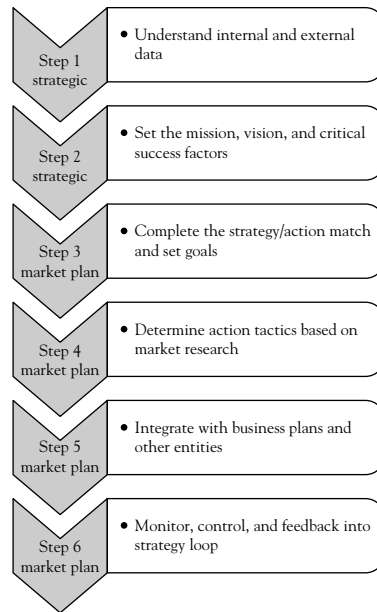 Step 1
strategic
• Understand internal and external
data
Step 2
strategic
• Set the mission, vision, and critical
success factors
Step 3
market plan
• Complete the strategy/action match
and set goals
Step 4
market plan
• Determine action tactics based on
market research
Step 5
market plan
• Integrate with business plans and
other entities
Step 6
market plan
• Monitor, control, and feedback into
strategy loop